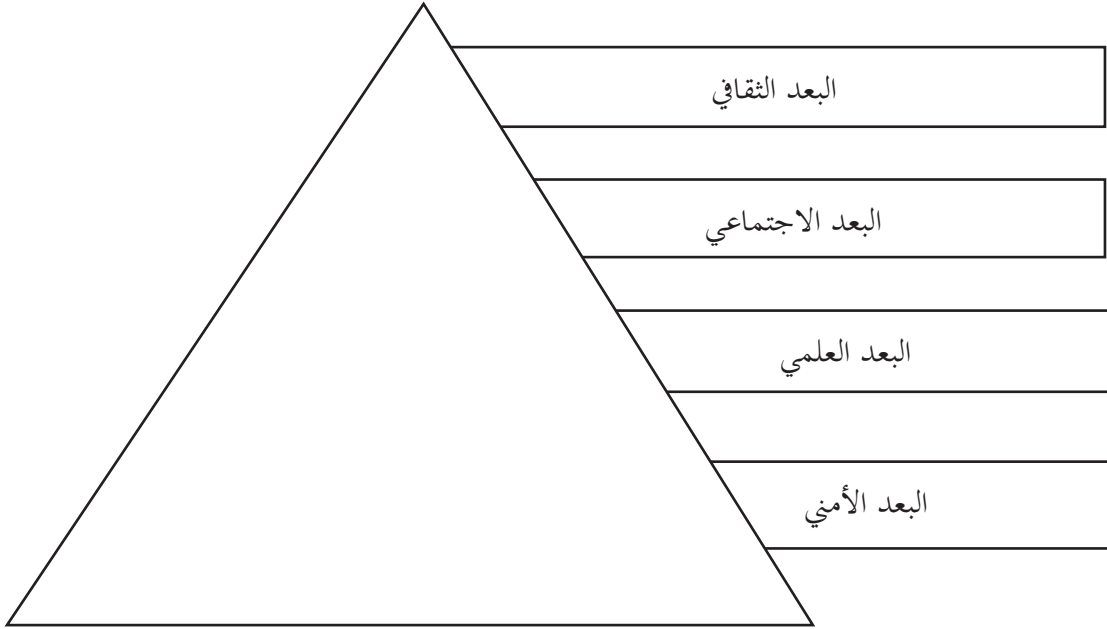 البعد الثقافي
البعد الاجتماعي
البعد العلمي
البعد الأمني